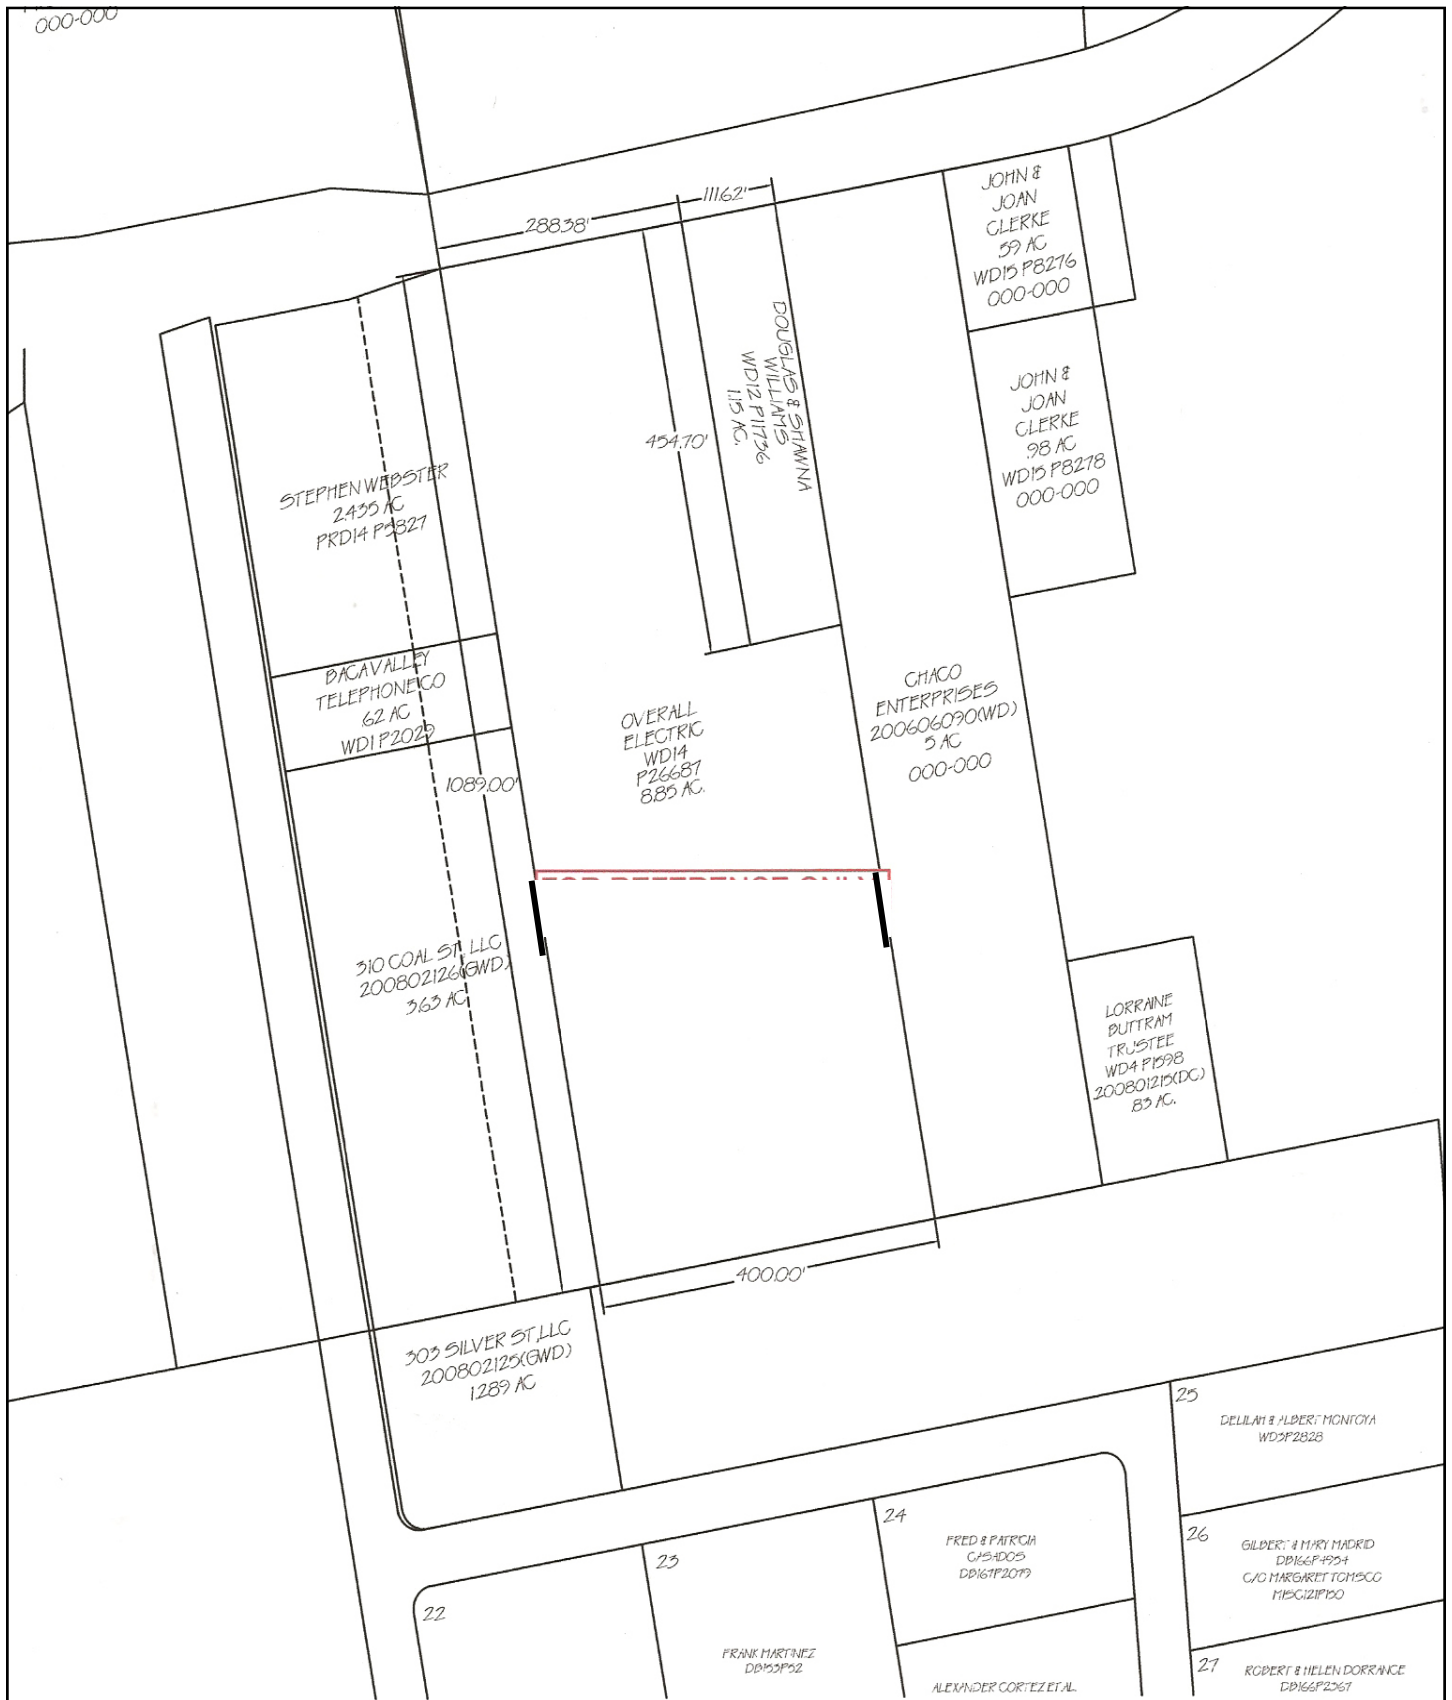 000-000
288.38'
111.62'
JOHN &
JOAN
CLERKE
.59 AC
WD15 P8276
000-000
DOUGLAS & SHAWNA
WILLIAMS
WD12 P11736
1.15 AC.
JOHN &
JOAN
CLERKE
.98 AC
WD15 P8278
000-000
454.70'
STEPHEN WEBSTER
2.435 AC
PRD14 P5827
BACAVALLEY
TELEPHONE CO
.62 AC
WD1 P2029
OVERALL
ELECTRIC
WD14
P26687
8.85 AC.
CHACO
ENTERPRISES
200606090(WD)
5 AC
000-000
1089.00'
FOR REFERENCE ONLY
310 COAL ST, LLC
200802126(GWD)
3.63 AC
LORRAINE
BUTTRAM
TRUSTEE
WD4 P1598
200801215(DC)
.83 AC.
400.00'
303 SILVER ST,LLC
200802125(GWD)
1.289 AC
25
DELILAH & ALBERT MONTOYA
WD3P2828
24
FRED & PATRICIA
CASADOS
DB167P2079
26
GILBERT & MARY MADRID
DB166P4954
C/O MARGARET TOMSCO
MISC121P150
23
22
FRANK MARTINEZ
DB153P52
ALEXANDER CORTEZ ET AL.
27
ROBERT & HELEN DORRANCE
DB166P2367